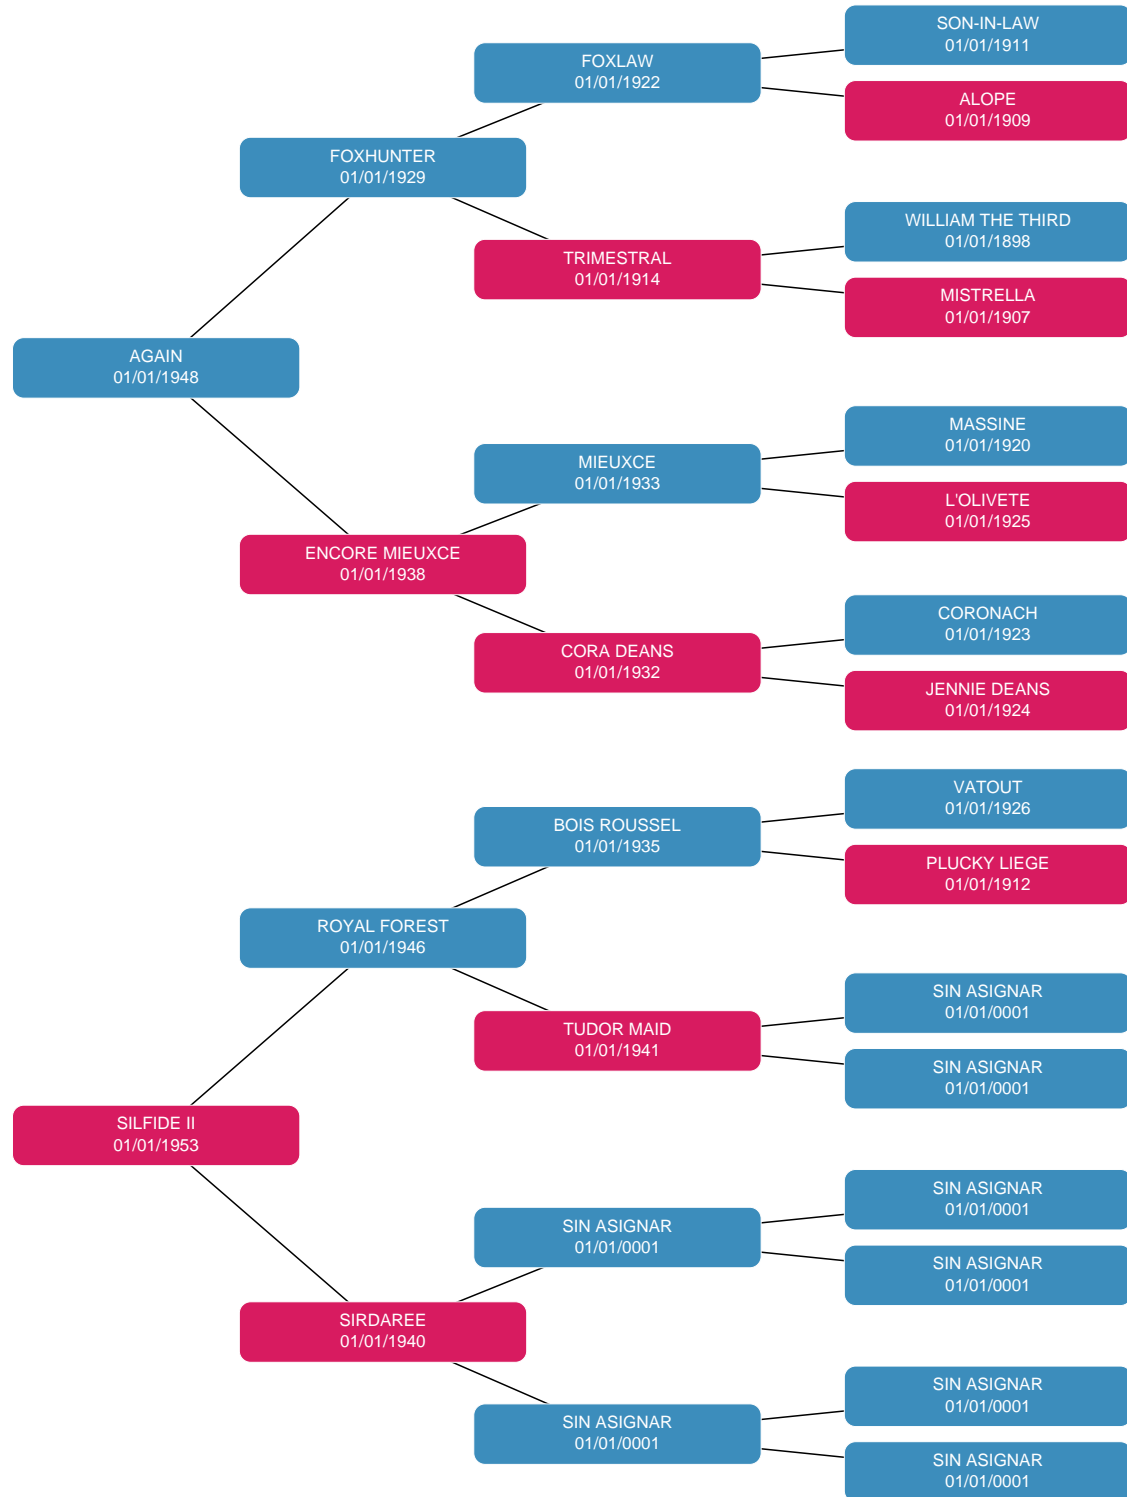 SON-IN-LAW
01/01/1911
FOXLAW
01/01/1922
ALOPE
01/01/1909
FOXHUNTER
01/01/1929
WILLIAM THE THIRD
01/01/1898
TRIMESTRAL
01/01/1914
MISTRELLA
01/01/1907
AGAIN
01/01/1948
MASSINE
01/01/1920
MIEUXCE
01/01/1933
L'OLIVETE
01/01/1925
ENCORE MIEUXCE
01/01/1938
CORONACH
01/01/1923
CORA DEANS
01/01/1932
JENNIE DEANS
01/01/1924
VATOUT
01/01/1926
BOIS ROUSSEL
01/01/1935
PLUCKY LIEGE
01/01/1912
ROYAL FOREST
01/01/1946
SIN ASIGNAR
01/01/0001
TUDOR MAID
01/01/1941
SIN ASIGNAR
01/01/0001
SILFIDE II
01/01/1953
SIN ASIGNAR
01/01/0001
SIN ASIGNAR
01/01/0001
SIN ASIGNAR
01/01/0001
SIRDAREE
01/01/1940
SIN ASIGNAR
01/01/0001
SIN ASIGNAR
01/01/0001
SIN ASIGNAR
01/01/0001